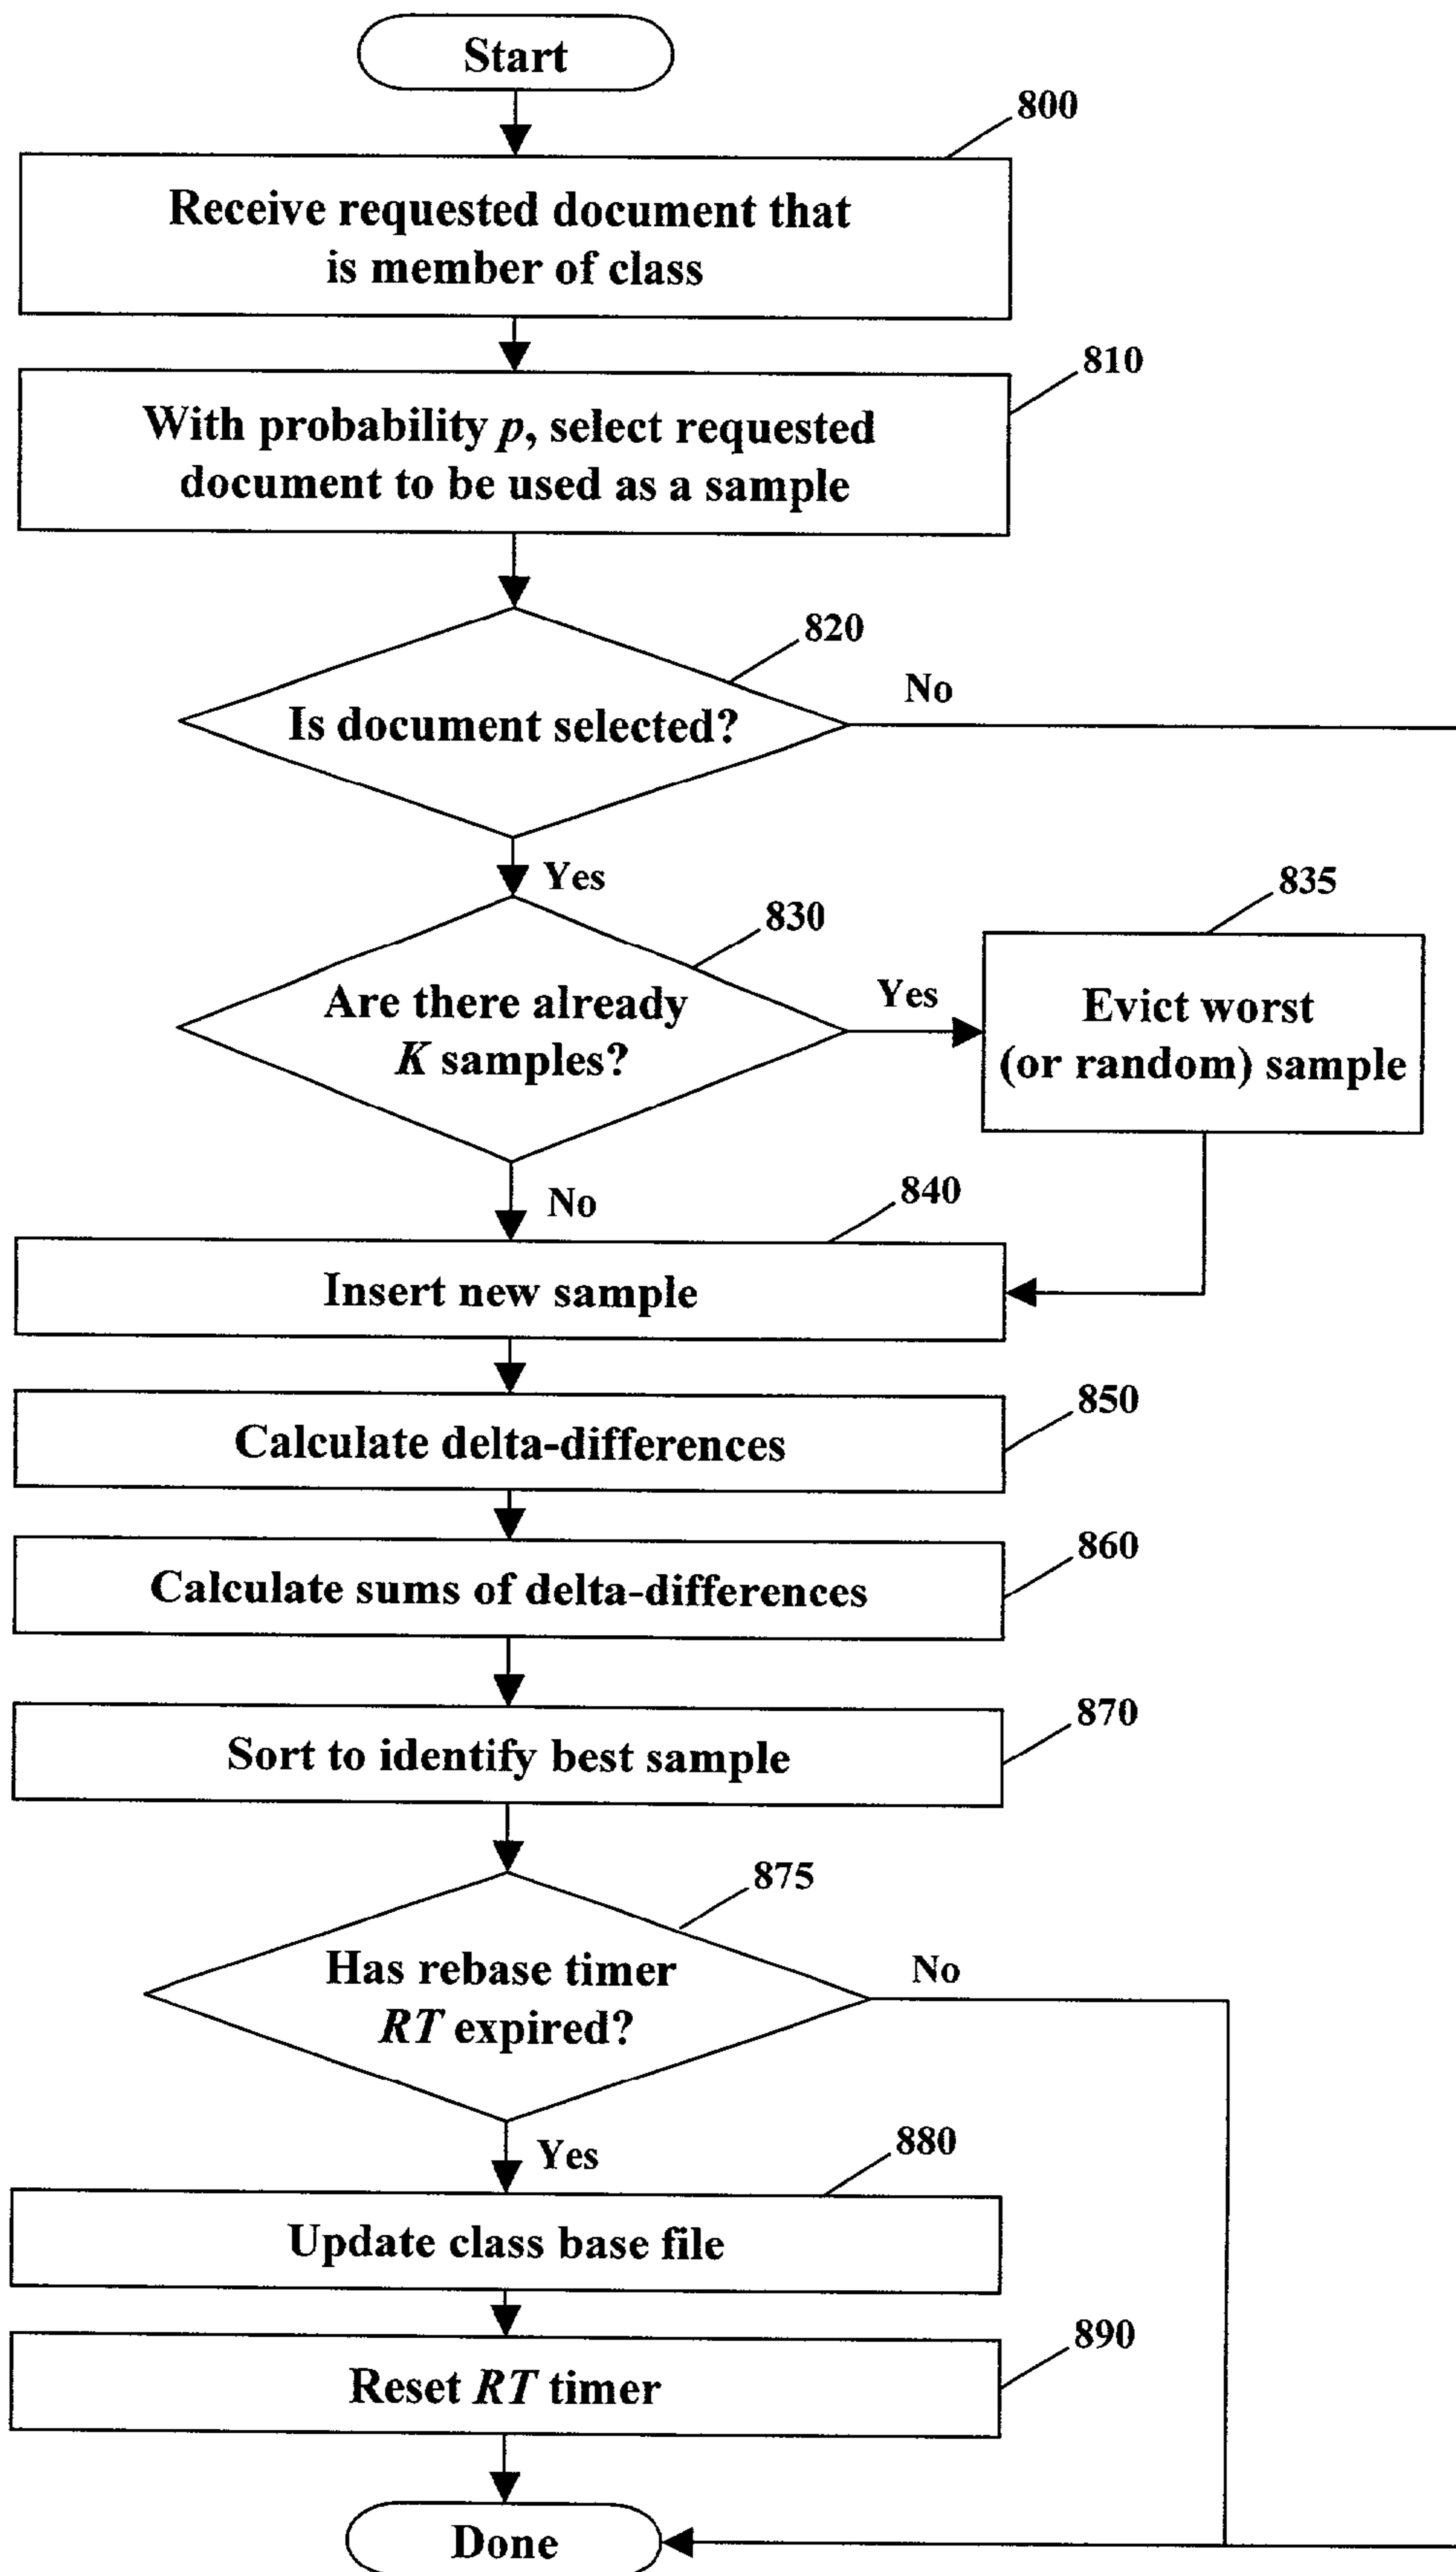 Start
800
Receive requested document that
is member of class
810
With probability p, select requested
document to be used as a sample
820
Is document selected?
No
Yes
830
835
Are there already
K samples?
Yes
Evict worst
(or random) sample
No
840
Insert new sample
850
Calculate delta-differences
860
Calculate sums of delta-differences
870
Sort to identify best sample
875
Has rebase timer
RT expired?
No
Yes
880
Update class base file
890
Reset RT timer
Done